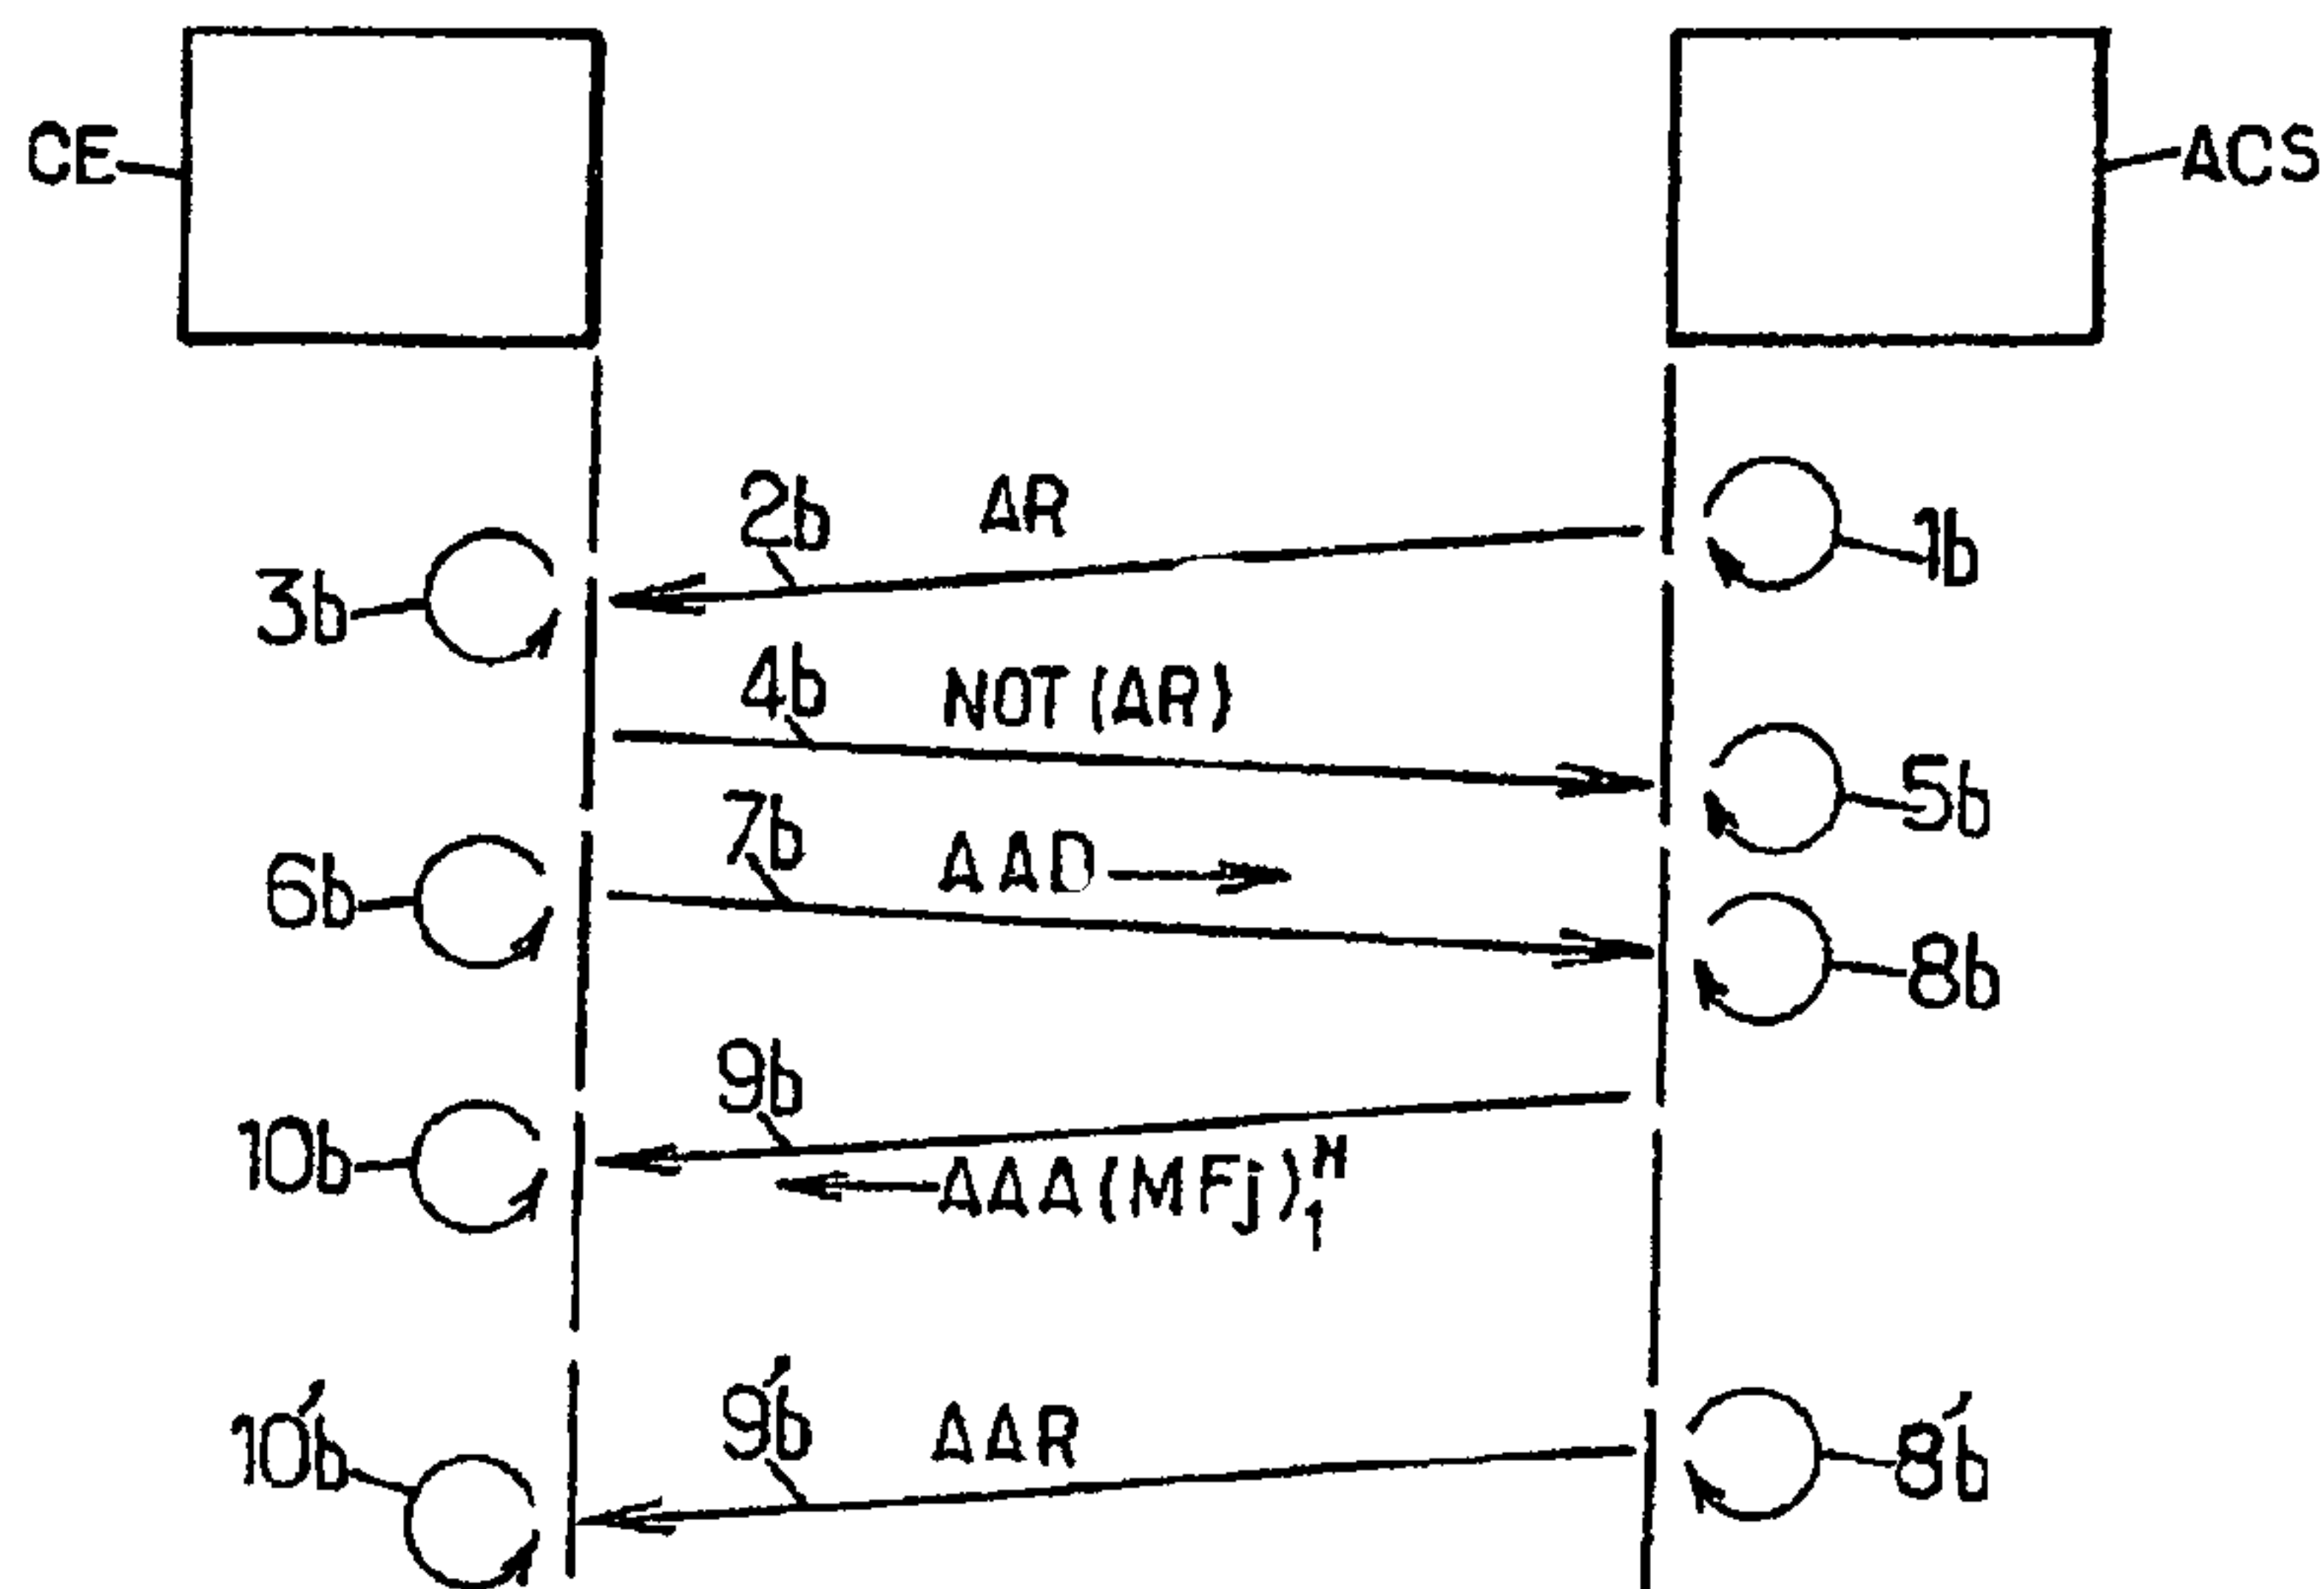 CE ACS
2b AR
1b
3b
4b NOT(AR)
5b
7b AAD
6b
8b
9b
10b
AAA(MFj)₁ᴺ
9'b AAR
10'b
8'b